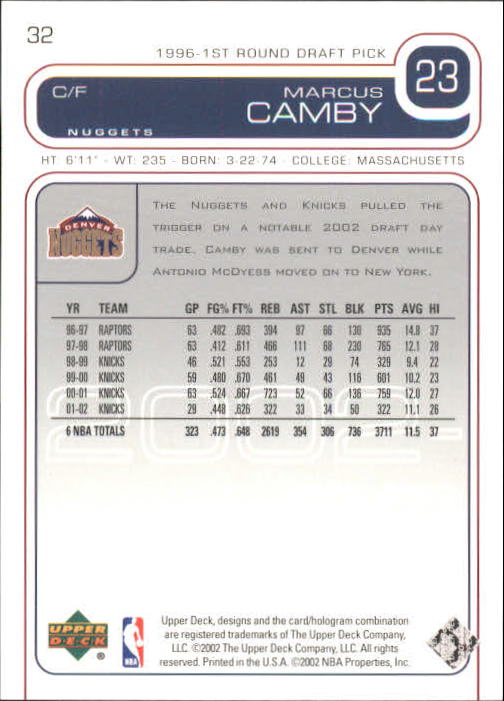 32
1996-1ST ROUND DRAFT PICK
23
C/F
MARCUS
CAMBY
NUGGETS
HT: 6'11" - WT: 235 - BORN: 3-22-74 - COLLEGE: MASSACHUSETTS
DENVER
NUGGETS
THE NUGGETS AND KNICKS PULLED THE
TRIGGER ON A NOTABLE 2002 DRAFT DAY
TRADE. CAMBY WAS SENT TO DENVER WHILE
ANTONIO MCDYESS MOVED ON TO NEW YORK.
YR TEAM GP FG% FT% REB AST STL BLK PTS AVG HI
96-97 RAPTORS 63 .482 .693 394 97 66 130 935 14.8 37
97-98 RAPTORS 63 .412 .611 466 111 68 230 765 12.1 28
98-99 KNICKS 46 .521 .553 253 12 29 74 329 9.4 22
99-00 KNICKS 59 .480 .670 461 49 43 116 601 10.2 23
00-01 KNICKS 63 .524 .667 723 52 66 136 759 12.0 27
01-02 KNICKS 29 .448 .626 322 33 34 50 322 11.1 26
6 NBA TOTALS 323 .473 .648 2619 354 306 736 3711 11.5 37
2002-
UPPER
DECK
®
NBA
Upper Deck, designs and the card/hologram combination
are registered trademarks of The Upper Deck Company,
LLC. ©2002 The Upper Deck Company, LLC. All rights
reserved. Printed in the U.S.A. ©2002 NBA Properties, Inc.